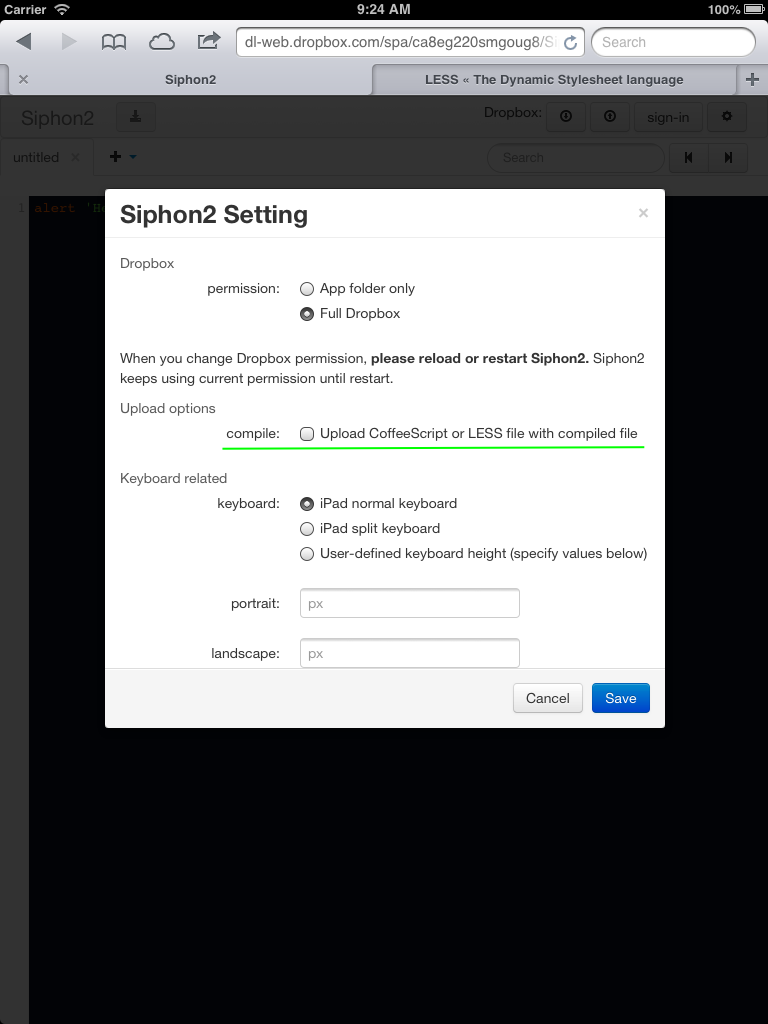 Carrier 9:24 AM 100%
dl-web.dropbox.com/spa/ca8eg220smgoug8/Si Search
Siphon2 LESS « The Dynamic Stylesheet language
Siphon2 Dropbox: sign-in
untitled Search
1 alert 'He
Siphon2 Setting ×
Dropbox
permission: App folder only
Full Dropbox
When you change Dropbox permission, please reload or restart Siphon2. Siphon2
keeps using current permission until restart.
Upload options
compile: Upload CoffeeScript or LESS file with compiled file
Keyboard related
keyboard: iPad normal keyboard
iPad split keyboard
User-defined keyboard height (specify values below)
portrait: px
landscape: px
Cancel Save